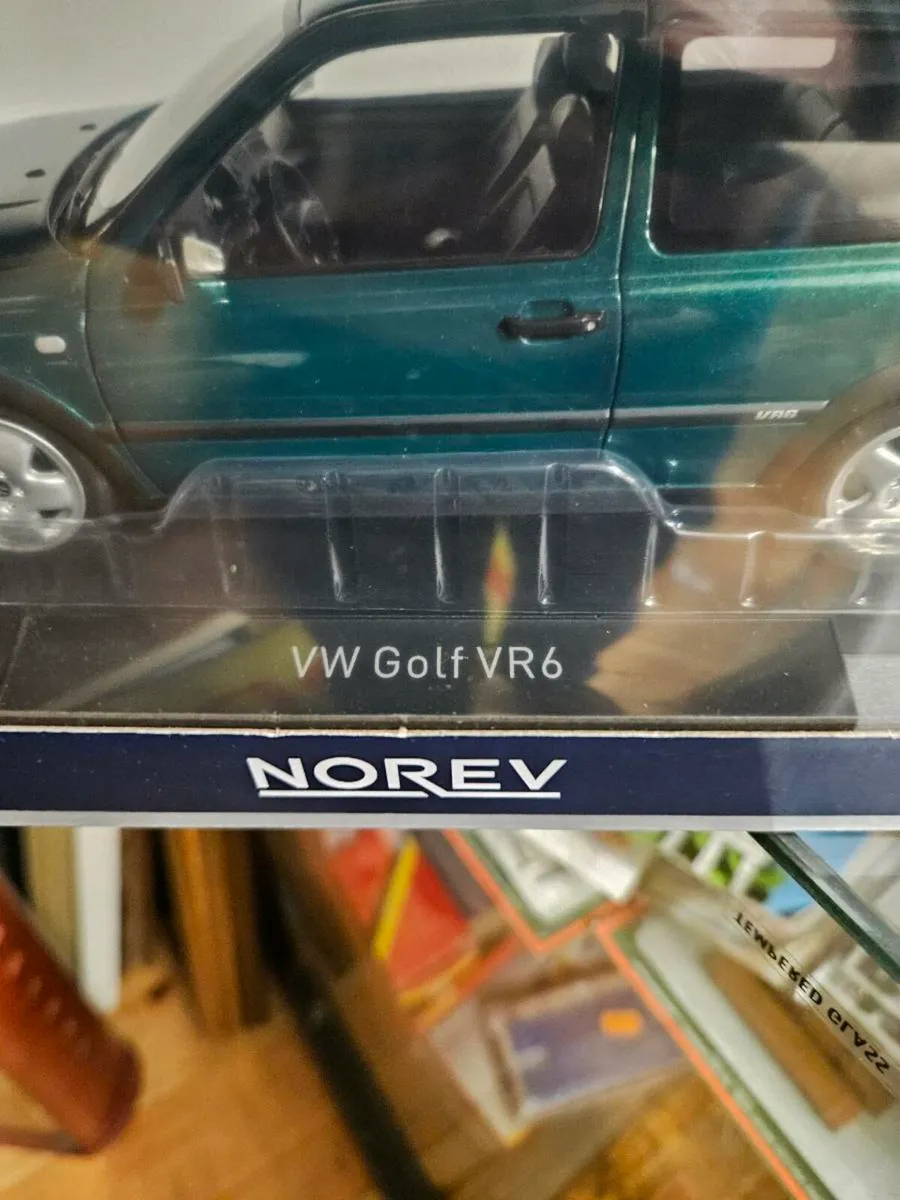 VR6
VW Golf VR6
NOREV
TEMPERED GLASS